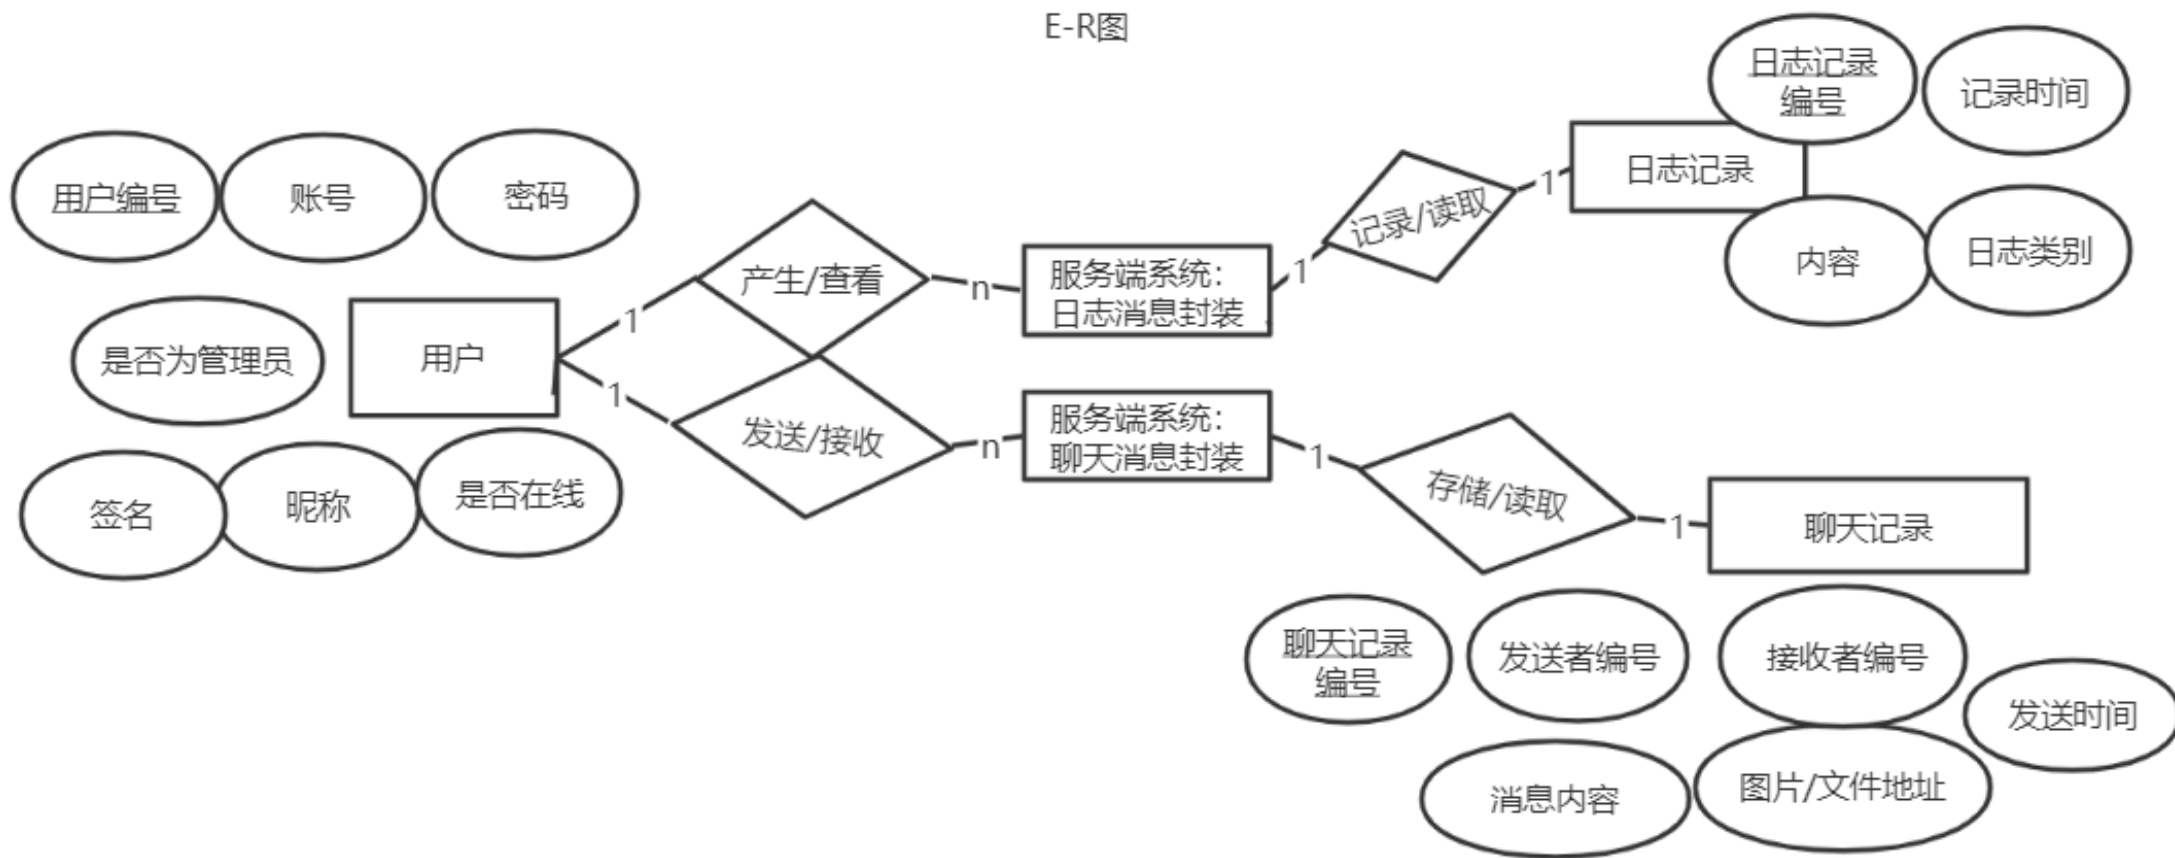 E-R图
日志记录
编号
记录时间
用户编号
账号
密码
日志记录
记录/读取
1
1
内容
日志类别
产生/查看
n
服务端系统：
日志消息封装
1
是否为管理员
用户
1
发送/接收
n
服务端系统：
聊天消息封装
1
存储/读取
1
聊天记录
签名
昵称
是否在线
聊天记录
编号
发送者编号
接收者编号
发送时间
消息内容
图片/文件地址